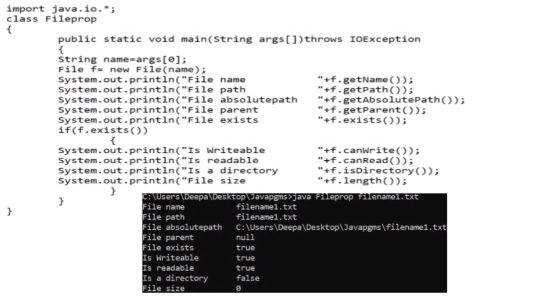 import java.io.*;
class Fileprop
{
public static void main(String args[])throws IOException
{
String name=args[0];
File f= new File(name);
System.out.println("File name "+f.getName());
System.out.println("File path "+f.getPath());
System.out.println("File absolutepath "+f.getAbsolutePath());
System.out.println("File parent "+f.getParent());
System.out.println("File exists "+f.exists());
if(f.exists())
{
System.out.println("Is Writeable "+f.canWrite());
System.out.println("Is readable "+f.canRead());
System.out.println("Is a directory "+f.isDirectory());
System.out.println("File size "+f.length());
}
}
}
C:\Users\Deepa\Desktop\Javapgms>java Fileprop filename1.txt
File name filename1.txt
File path filename1.txt
File absolutepath C:\Users\Deepa\Desktop\Javapgms\filename1.txt
File parent null
File exists true
Is Writeable true
Is readable true
Is a directory false
File size 0